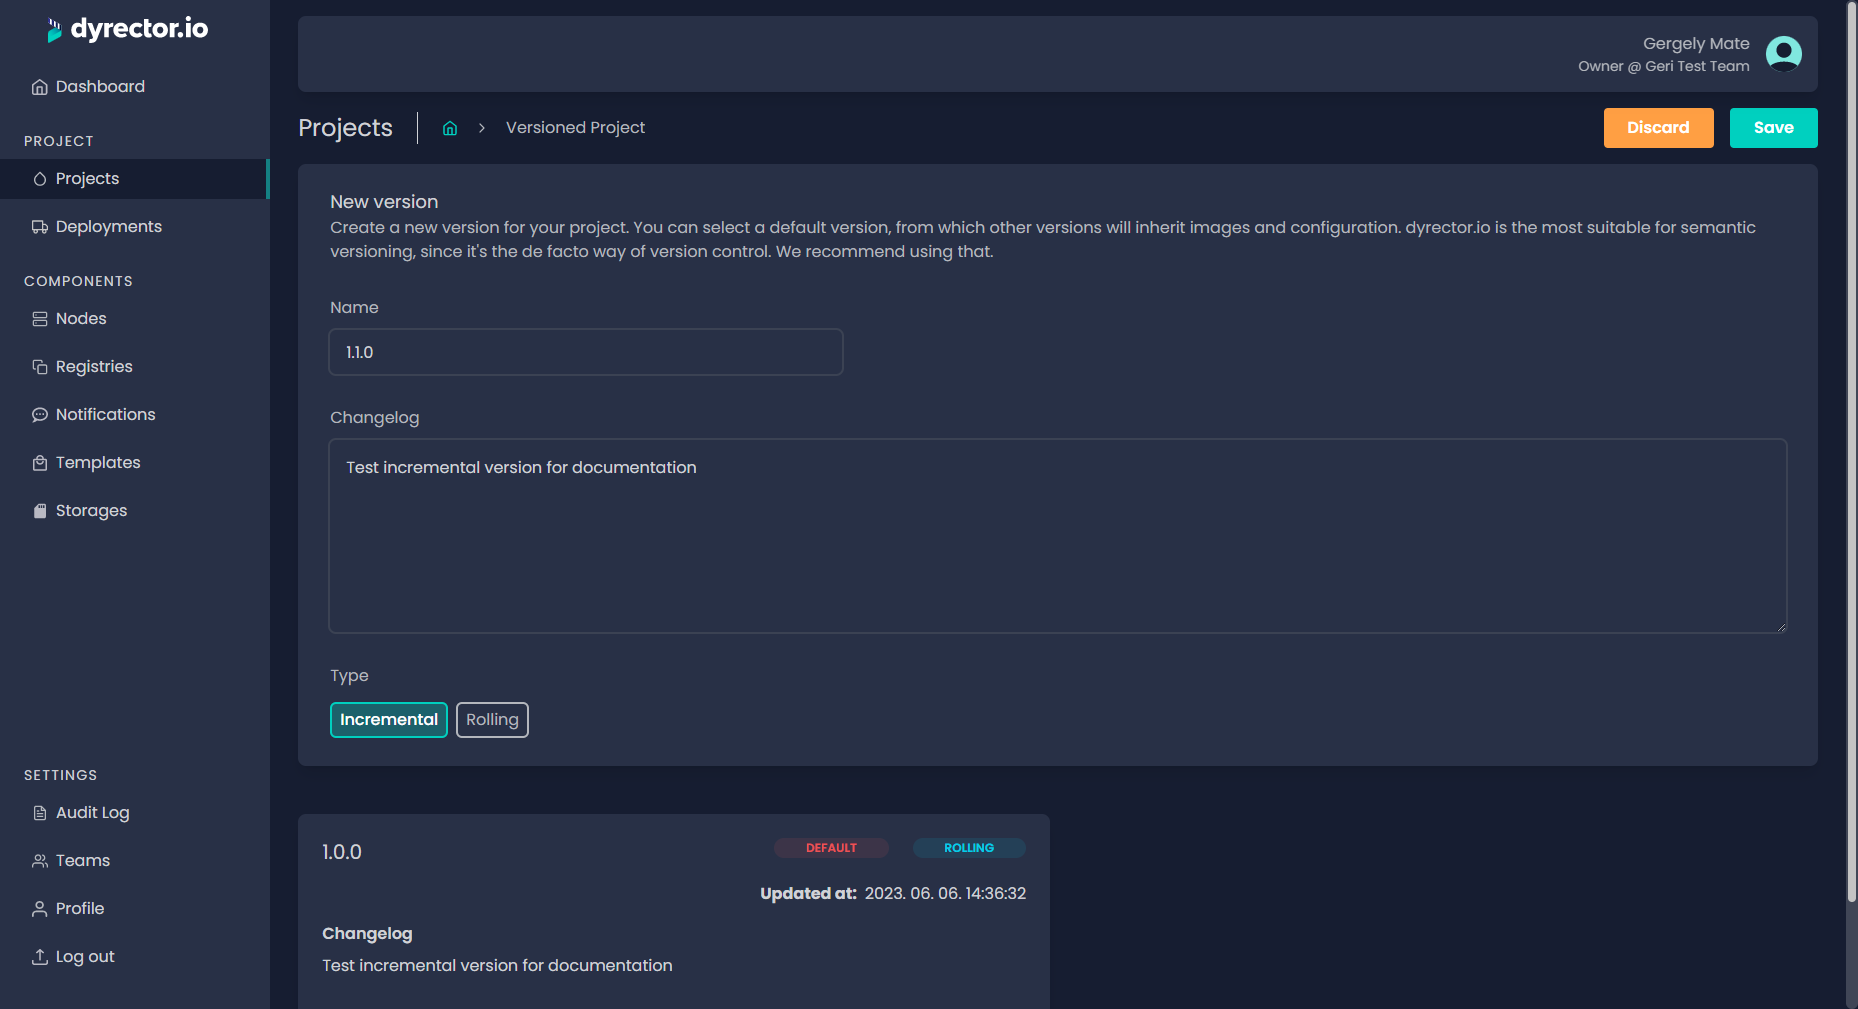 dyrector.io
Dashboard
PROJECT
Projects
Deployments
COMPONENTS
Nodes
Registries
Notifications
Templates
Storages
SETTINGS
Audit Log
Teams
Profile
Log out
Gergely Mate
Owner @ Geri Test Team
Projects
Versioned Project
Discard
Save
New version
Create a new version for your project. You can select a default version, from which other versions will inherit images and configuration. dyrector.io is the most suitable for semantic
versioning, since it's the de facto way of version control. We recommend using that.
Name
1.1.0
Changelog
Test incremental version for documentation
Type
Incremental
Rolling
1.0.0
DEFAULT
ROLLING
Updated at: 2023. 06. 06. 14:36:32
Changelog
Test incremental version for documentation